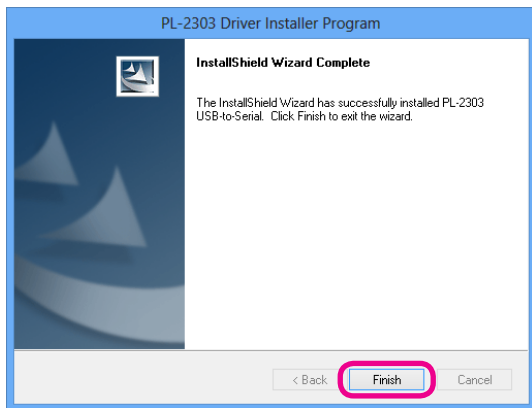 PL-2303 Driver Installer Program
InstallShield Wizard Complete
The InstallShield Wizard has successfully installed PL-2303
USB-to-Serial. Click Finish to exit the wizard.
< Back Finish Cancel